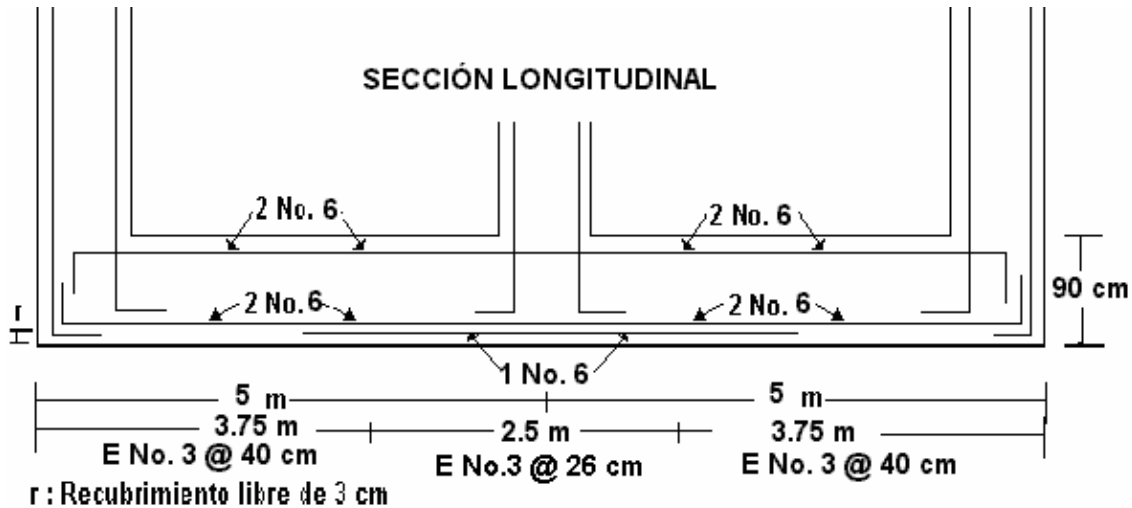 SECCIÓN LONGITUDINAL
2 No. 6
2 No. 6
90 cm
2 No. 6
2 No. 6
r
1 No. 6
5 m
5 m
3.75 m
2.5 m
3.75 m
E No. 3 @ 40 cm
E No.3 @ 26 cm
E No. 3 @ 40 cm
r : Recubrimiento libre de 3 cm